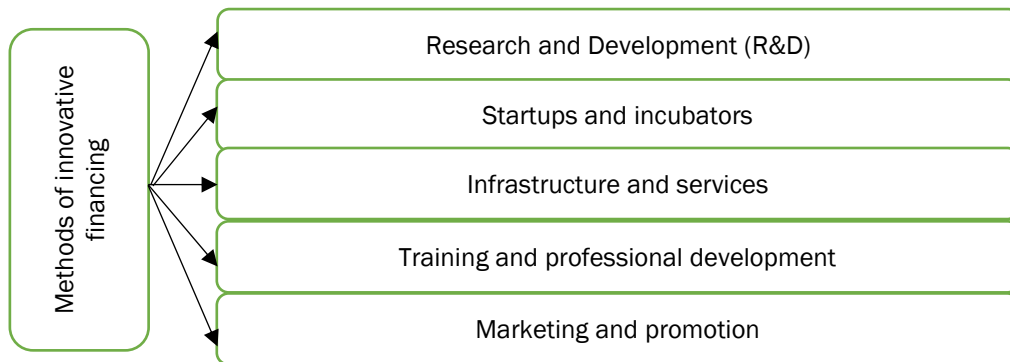 Methods of innovative
financing
Research and Development (R&D)
Startups and incubators
Infrastructure and services
Training and professional development
Marketing and promotion